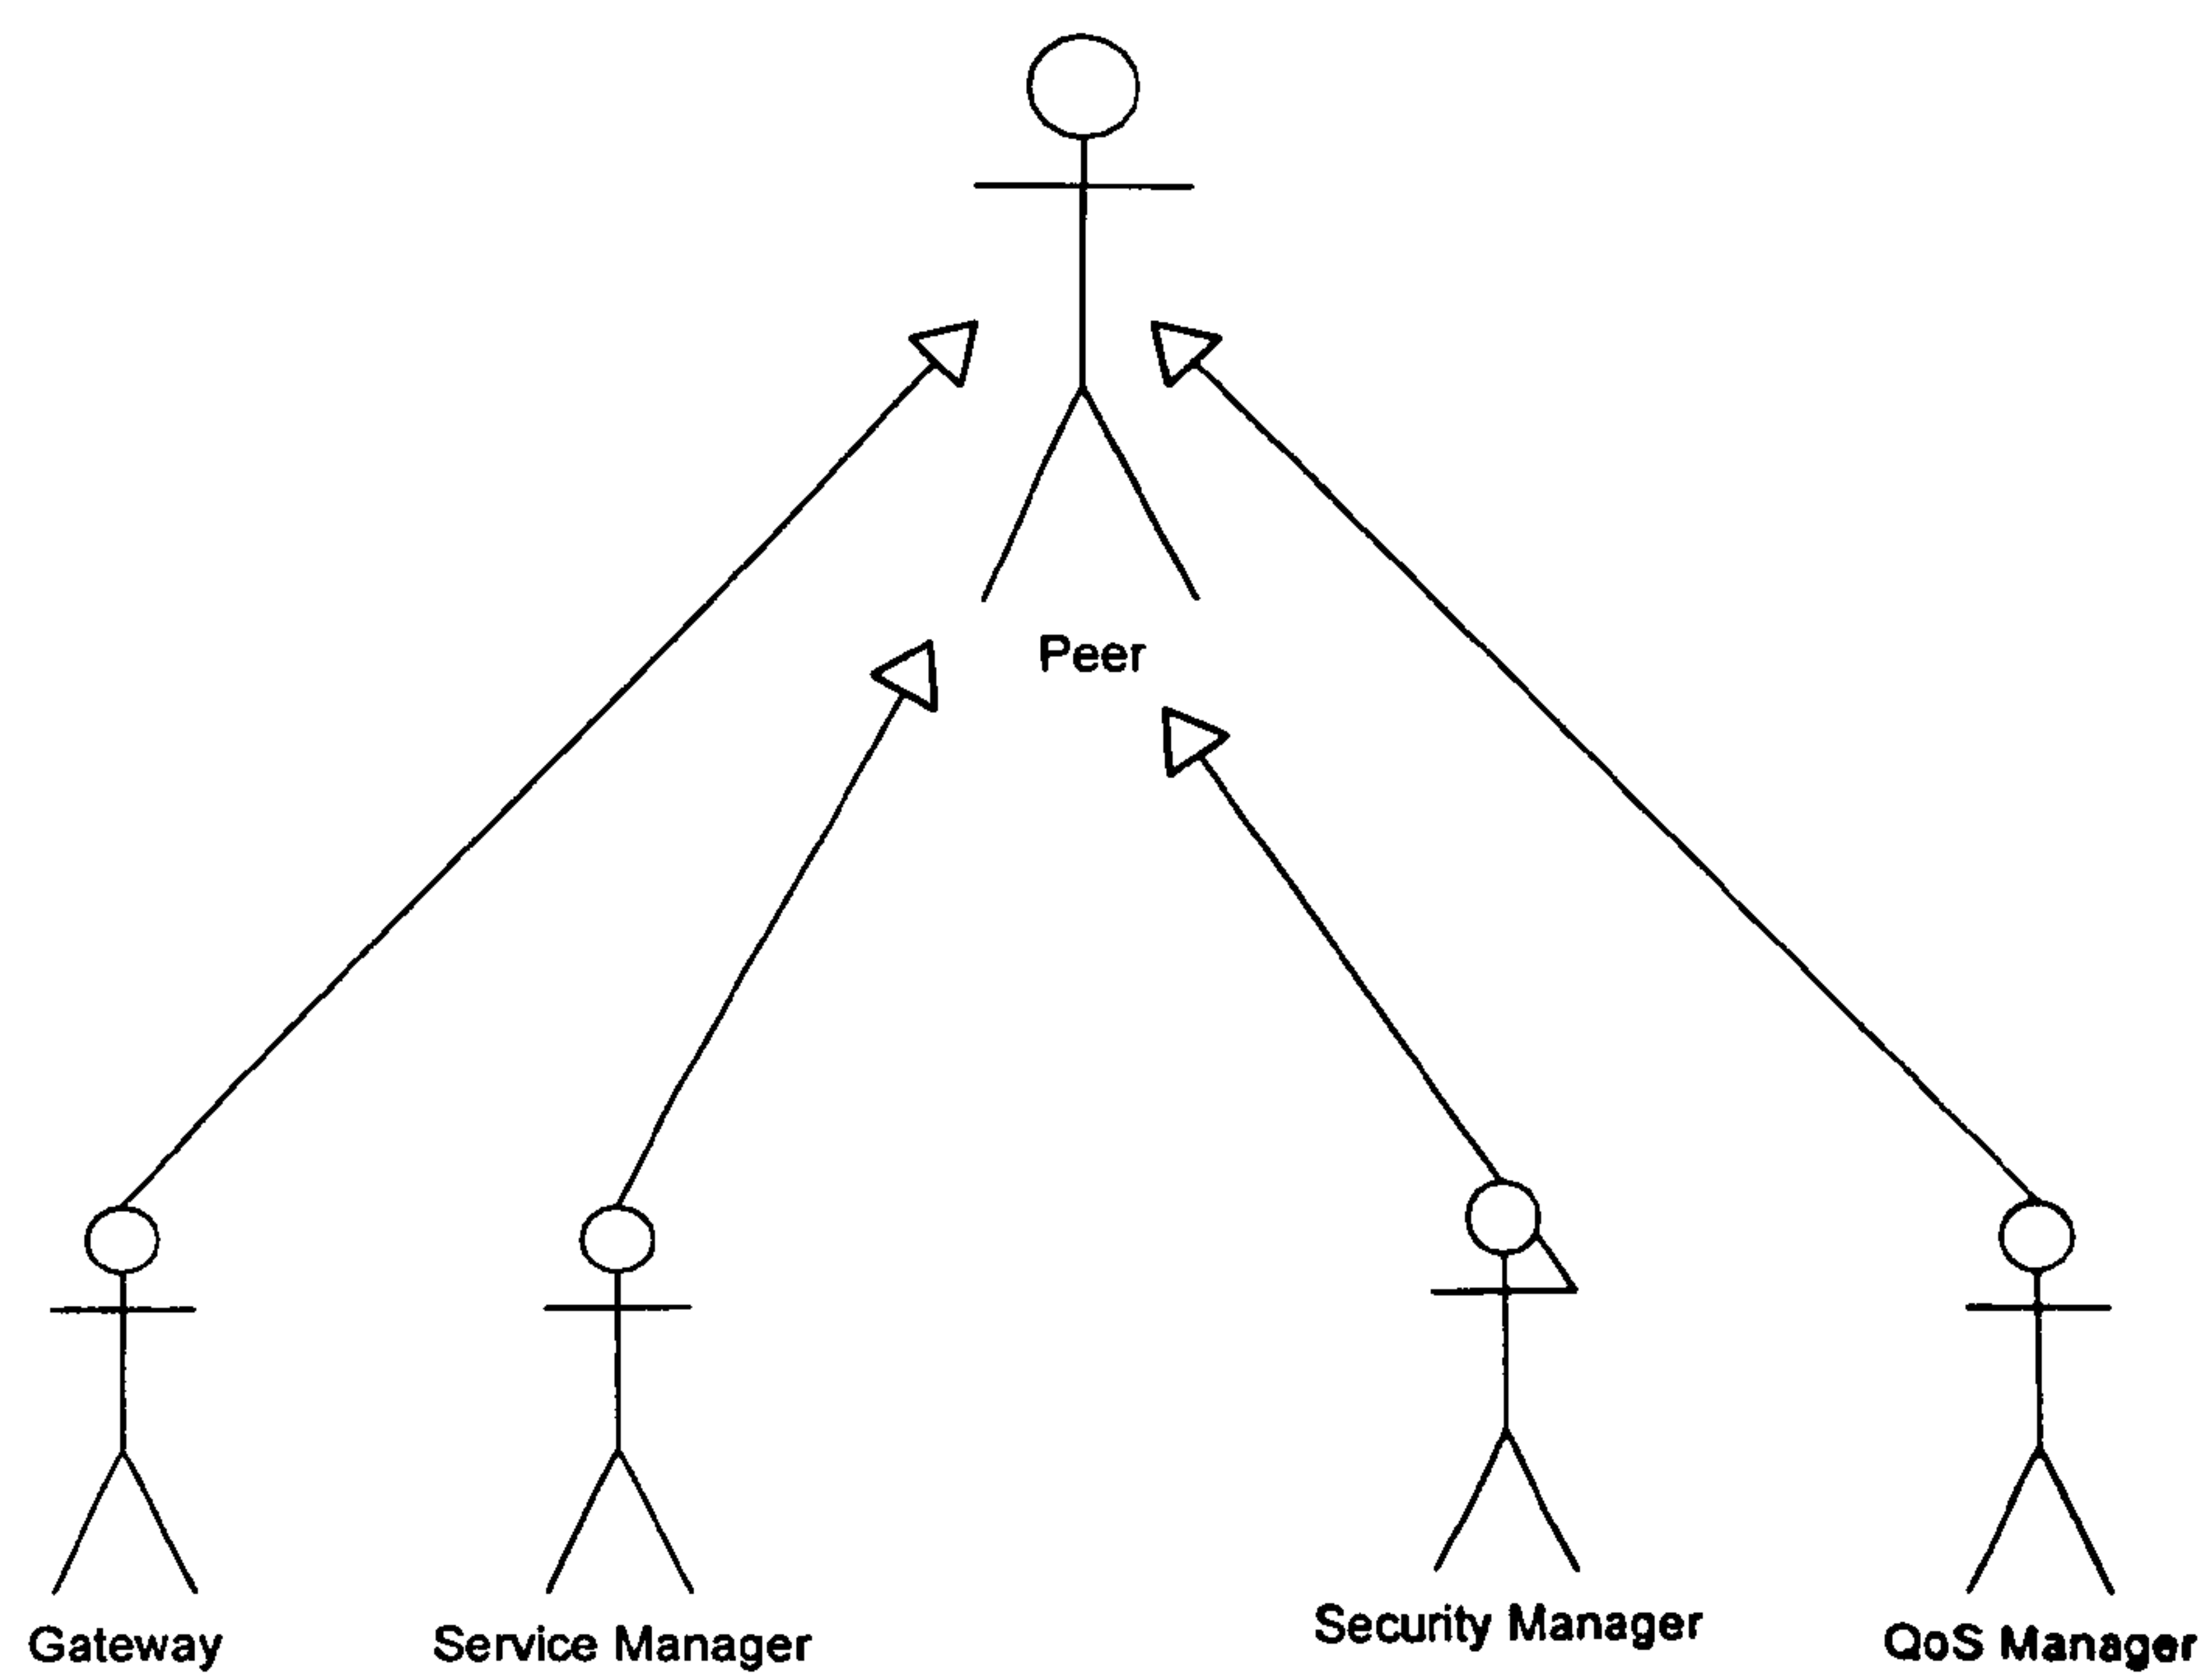 Peer
Gateway
Service Manager
Security Manager
QoS Manager